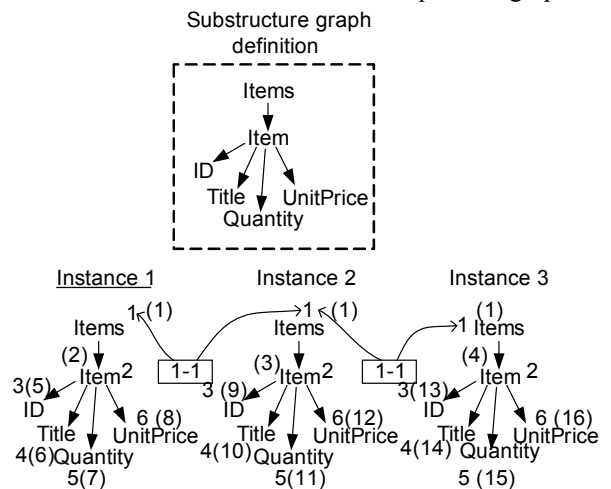 Substructure graph
definition
Items
Item
ID
Title
UnitPrice
Quantity
Instance 1 Instance 2 Instance 3
1 (1) 1 (1) (1)
Items Items 1 Items
(2) (3) (4)
Item 2 1-1 Item 2 1-1 Item 2
3(5) 3 (9) 3(13)
ID ID ID
6 (8) 6(12) 6 (16)
Title UnitPrice Title UnitPrice Title UnitPrice
4(6) Quantity 4(10) Quantity 4(14) Quantity
5(7) 5(11) 5 (15)